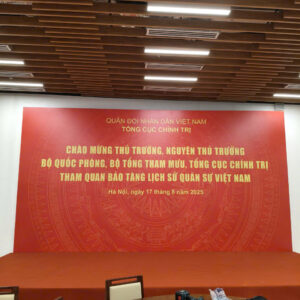 QUÂN ĐỘI NHÂN DÂN VIỆT NAM
TỔNG CỤC CHÍNH TRỊ
CHÀO MỪNG THỦ TRƯỞNG, NGUYÊN THỦ TRƯỞNG
BỘ QUỐC PHÒNG, BỘ TỔNG THAM MƯU, TỔNG CỤC CHÍNH TRỊ
THAM QUAN BẢO TÀNG LỊCH SỬ QUÂN SỰ VIỆT NAM
Hà Nội, ngày 17 tháng 8 năm 2025